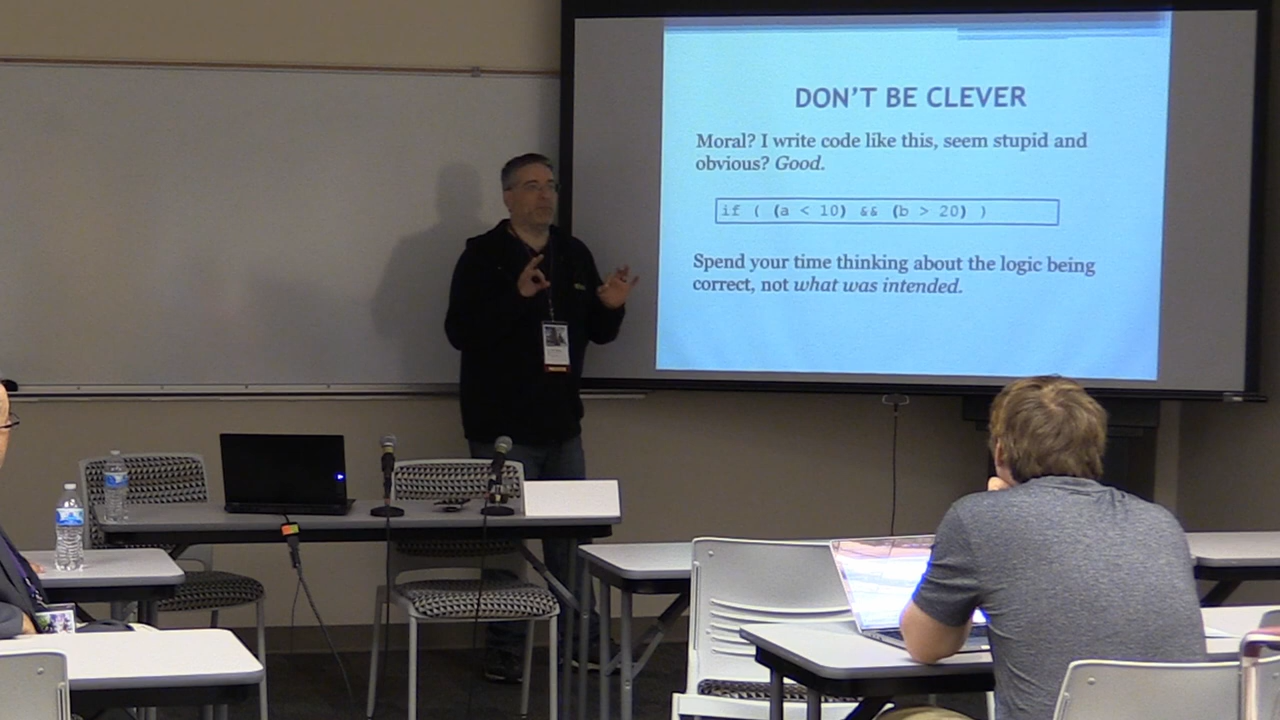 DON'T BE CLEVER
Moral? I write code like this, seem stupid and
obvious? Good.
if ( (a < 10) && (b > 20) )
Spend your time thinking about the logic being
correct, not what was intended.